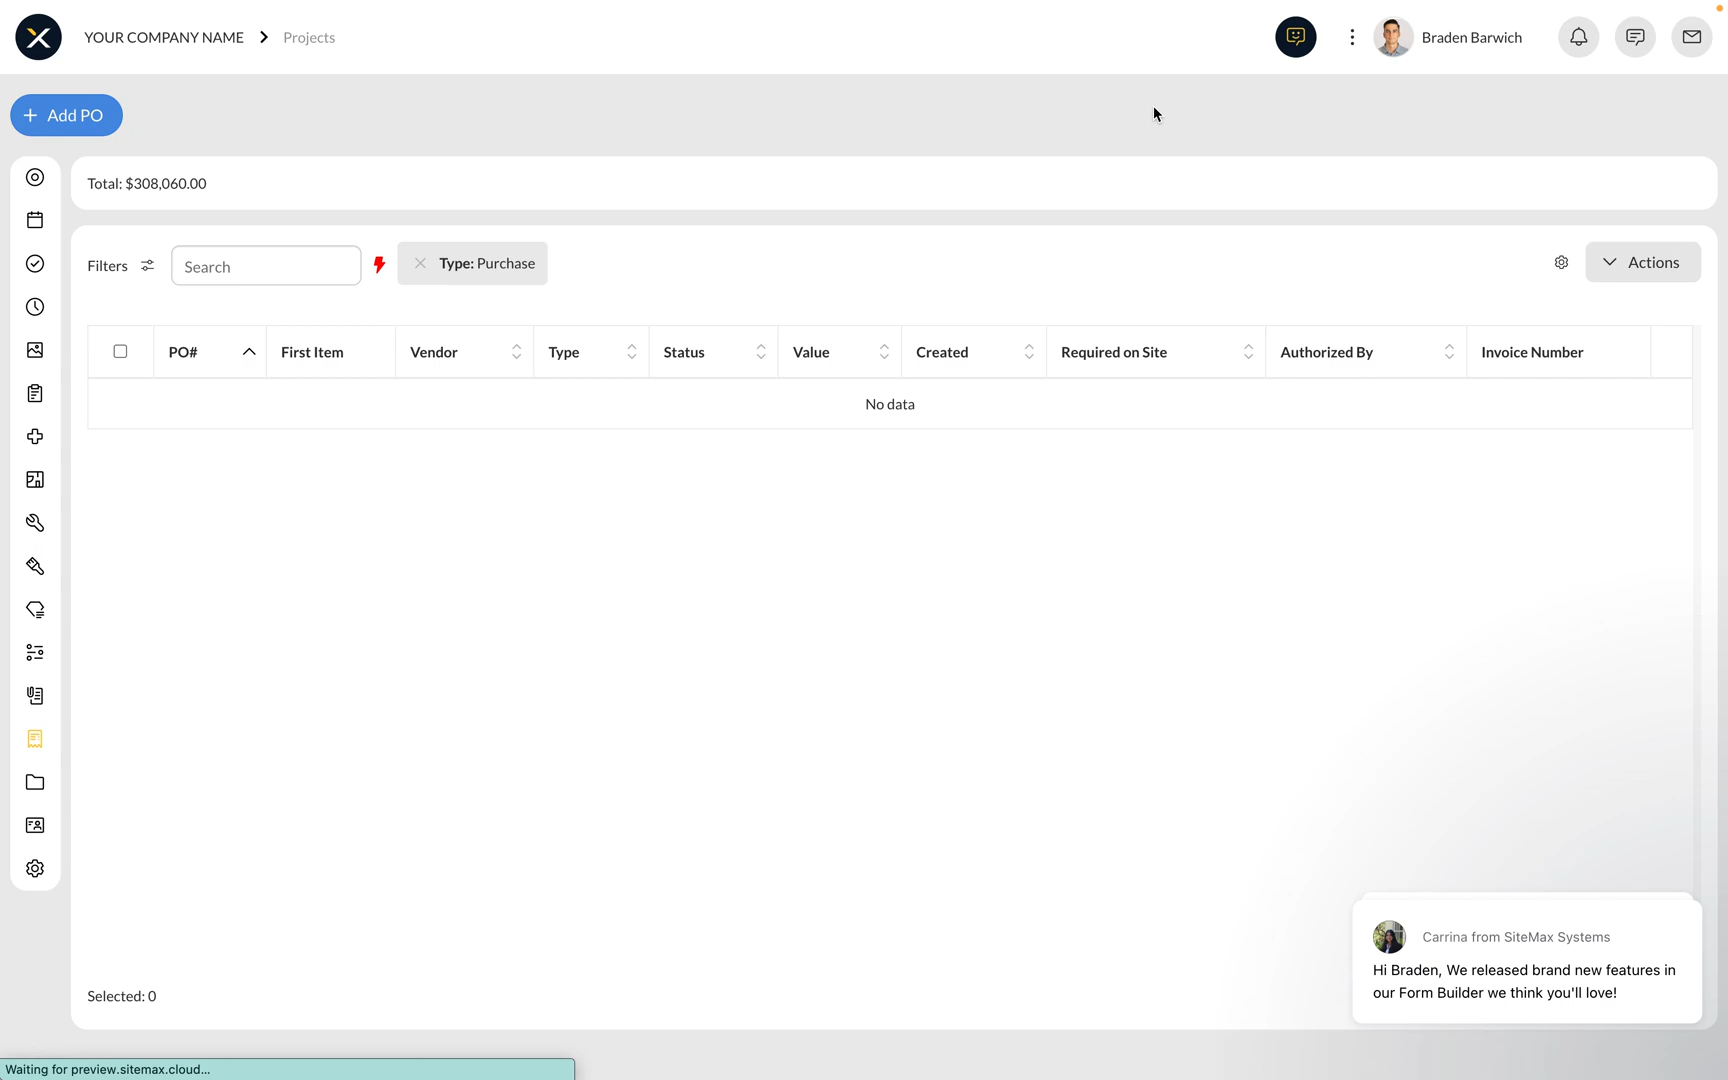 YOUR COMPANY NAME > Projects
Braden Barwich
+ Add PO
Total: $308,060.00
Filters
Search
Type: Purchase
Actions
PO# First Item Vendor Type Status Value Created Required on Site Authorized By Invoice Number
No data
Carrina from SiteMax Systems
Hi Braden, We released brand new features in
our Form Builder we think you'll love!
Selected: 0
Waiting for preview.sitemax.cloud...